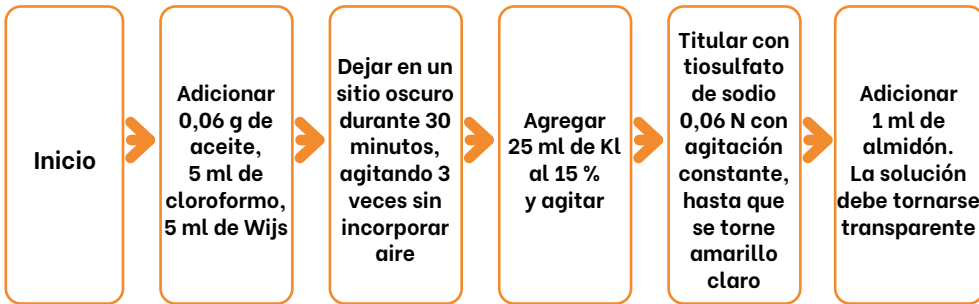 Inicio
Adicionar
0,06 g de
aceite,
5 ml de
cloroformo,
5 ml de Wijs
Dejar en un
sitio oscuro
durante 30
minutos,
agitando 3
veces sin
incorporar
aire
Agregar
25 ml de Kl
al 15 %
y agitar
Titular con
tiosulfato
de sodio
0,06 N con
agitación
constante,
hasta que
se torne
amarillo
claro
Adicionar
1 ml de
almidón.
La solución
debe tornarse
transparente